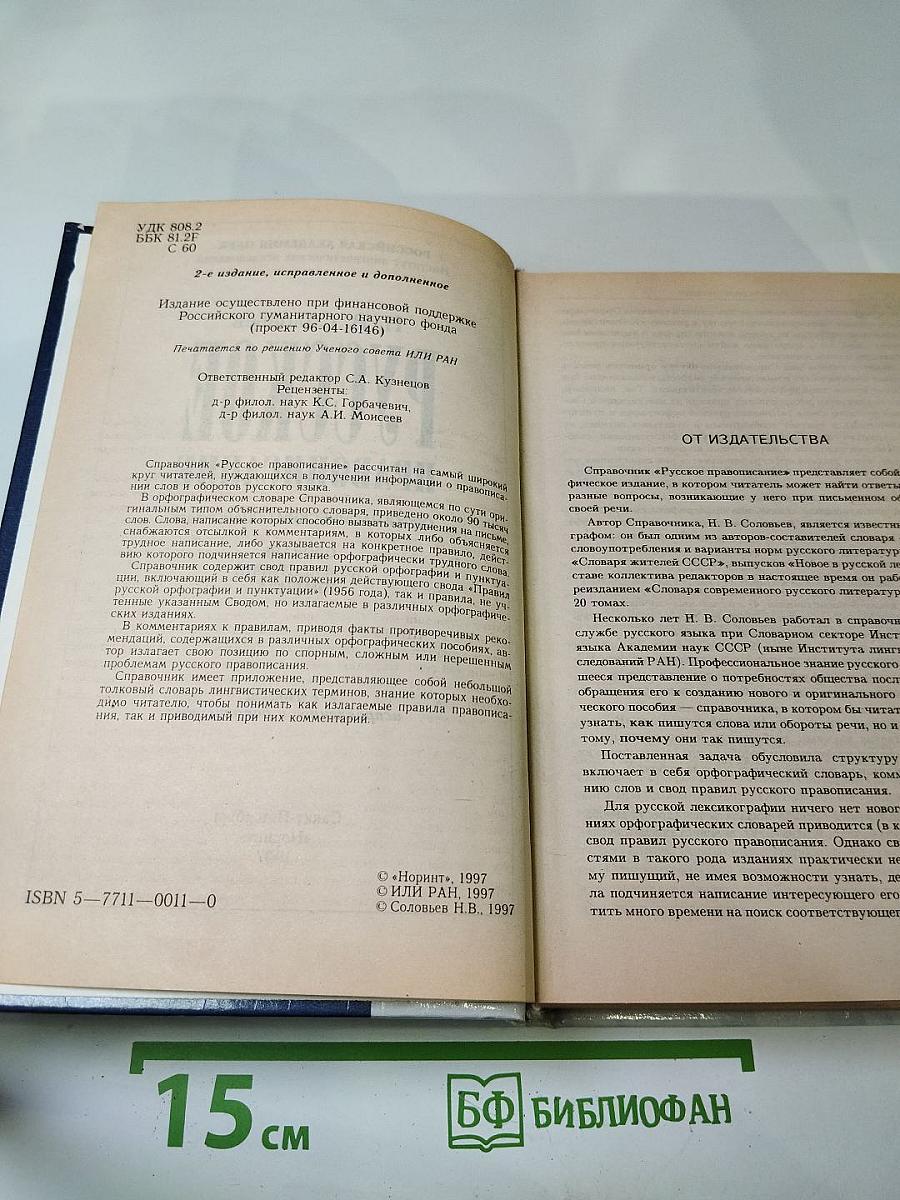 УДК 808.2
ББК 81.2F
С 60
2-е издание, исправленное и дополненное
Издание осуществлено при финансовой поддержке
Российского гуманитарного научного фонда
(проект 96-04-16146)
Печатается по решению Ученого совета ИЛИ РАН
Ответственный редактор С.А. Кузнецов
Рецензенты:
д-р филол. наук К.С. Горбачевич,
д-р филол. наук А.И. Моисеев
Справочник «Русское правописание» рассчитан на самый широкий
круг читателей, нуждающихся в получении информации о правописа-
нии слов и оборотов русского языка.
В орфографическом словаре Справочника, являющемся по сути ори-
гинальным типом объяснительного словаря, приведено около 90 тысяч
слов. Слова, написание которых способно вызвать затруднения на письме,
снабжаются отсылкой к комментариям, в которых либо объясняется
трудное написание, либо указывается на конкретное правило, дейст-
вию которого подчиняется написание орфографически трудного слова.
Справочник содержит свод правил русской орфографии и пунктуа-
ции, включающий в себя как положения действующего свода «Правил
русской орфографии и пунктуации» (1956 года), так и правила, не уч-
тенные указанным Сводом, но излагаемые в различных орфографиче-
ских изданиях.
В комментариях к правилам, приводя факты противоречивых реко-
мендаций, содержащихся в различных орфографических пособиях, ав-
тор излагает свою позицию по спорным, сложным или нерешенным
проблемам русского правописания.
Справочник имеет приложение, представляющее собой небольшой
толковый словарь лингвистических терминов, знание которых необхо-
димо читателю, чтобы понимать как излагаемые правила правописа-
ния, так и приводимый при них комментарий.
ISBN 5—7711—0011—0
© «Норинт», 1997
© ИЛИ РАН, 1997
© Соловьев Н.В., 1997
ОТ ИЗДАТЕЛЬСТВА
Справочник «Русское правописание» представляет собой
фическое издание, в котором читатель может найти ответы
разные вопросы, возникающие у него при письменном об
своей речи.
Автор Справочника, Н. В. Соловьев, является известны
графом: он был одним из авторов-составителей словаря
словоупотребления и варианты норм русского литератур
«Словаря жителей СССР», выпусков «Новое в русской ле
ставе коллектива редакторов в настоящее время он рабо
реизданием «Словаря современного русского литератур
20 томах.
Несколько лет Н. В. Соловьев работал в справочн
службе русского языка при Словарном секторе Инст
языка Академии наук СССР (ныне Института линг
следований РАН). Профессиональное знание русского
шееся представление о потребностях общества посл
обращения его к созданию нового и оригинального
ческого пособия — справочника, в котором бы читат
узнать, как пишутся слова или обороты речи, но и
тому, почему они так пишутся.
Поставленная задача обусловила структуру
включает в себя орфографический словарь, комм
нию слов и свод правил русского правописания.
Для русской лексикографии ничего нет новог
ниях орфографических словарей приводится (в к
свод правил русского правописания. Однако св
стями в такого рода изданиях практически не
му пишущий, не имея возможности узнать, де
ла подчиняется написание интересующего его
тить много времени на поиск соответствующег
15 см
БФ БИБЛИОФАН